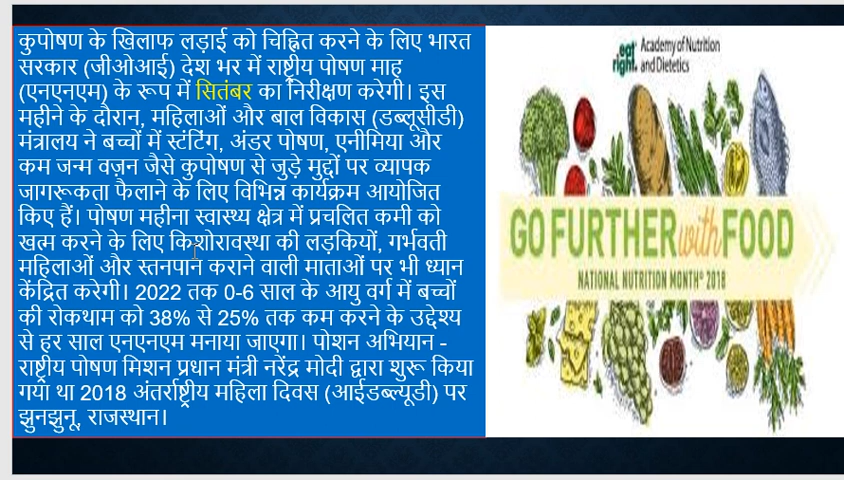 कुपोषण के खिलाफ लड़ाई को चिह्नित करने के लिए भारत
सरकार (जीओआई) देश भर में राष्ट्रीय पोषण माह
(एनएनएम) के रूप में सितंबर का निरीक्षण करेगी। इस
महीने के दौरान, महिलाओं और बाल विकास (डब्लूसीडी)
मंत्रालय ने बच्चों में स्टंटिंग, अंडर पोषण, एनीमिया और
कम जन्म वज़न जैसे कुपोषण से जुड़े मुद्दों पर व्यापक
जागरूकता फैलाने के लिए विभिन्न कार्यक्रम आयोजित
किए हैं। पोषण महीना स्वास्थ्य क्षेत्र में प्रचलित कमी को
खत्म करने के लिए किशोरावस्था की लड़कियों, गर्भवती
महिलाओं और स्तनपान कराने वाली माताओं पर भी ध्यान
केंद्रित करेगी। 2022 तक 0-6 साल के आयु वर्ग में बच्चों
की रोकथाम को 38% से 25% तक कम करने के उद्देश्य
से हर साल एनएनएम मनाया जाएगा। पोशन अभियान -
राष्ट्रीय पोषण मिशन प्रधान मंत्री नरेंद्र मोदी द्वारा शुरू किया
गया था 2018 अंतर्राष्ट्रीय महिला दिवस (आईडब्ल्यूडी) पर
झुनझुनू, राजस्थान।
eat right. Academy of Nutrition
and Dietetics
GO FURTHER with FOOD
NATIONAL NUTRITION MONTH® 2018